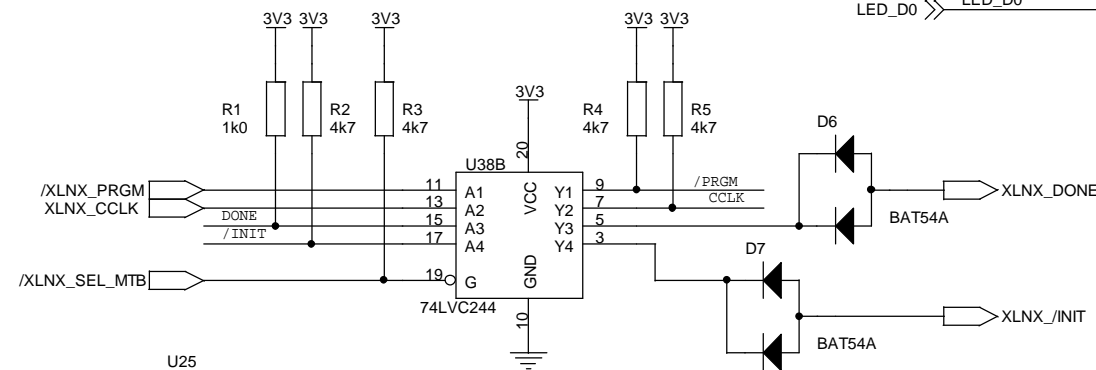 LED_D0 LED_D0
3V3 3V3 3V3 3V3 3V3
R1 1k0
R2 4k7
R3 4k7
3V3
R4 4k7
R5 4k7
D6
U38B
20
/XLNX_PRGM 11 A1 VCC Y1 9 /PRGM
XLNX_CCLK 13 A2 Y2 7 CCLK
DONE 15 A3 Y3 5
/INIT 17 A4 Y4 3
XLNX_DONE
BAT54A
D7
/XLNX_SEL_MTB 19 G GND
74LVC244
10
XLNX_/INIT
BAT54A
U25